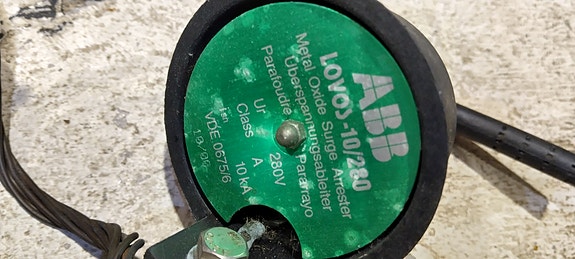 ABB
LOVOS-10/280
Metal Oxide Surge Arrester
Überspannungsableiter
Parafoudre Pararrayo
Ur 280V
Class A 10 kA
Isn
VDE 0675/6